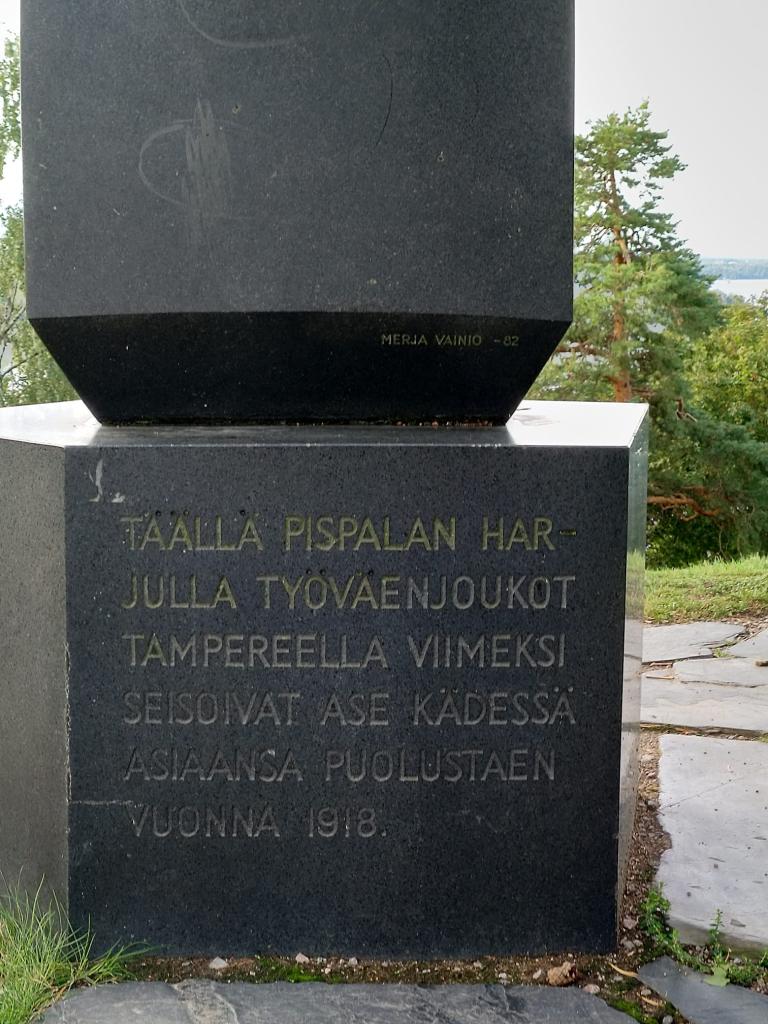 MERJA VAINIO -82
TÄÄLLÄ PISPALAN HAR-
JULLA TYÖVÄENJOUKOT
TAMPEREELLA VIIMEKSI
SEISOIVAT ASE KÄDESSÄ
ASIAANSA PUOLUSTAEN
VUONNA 1918.